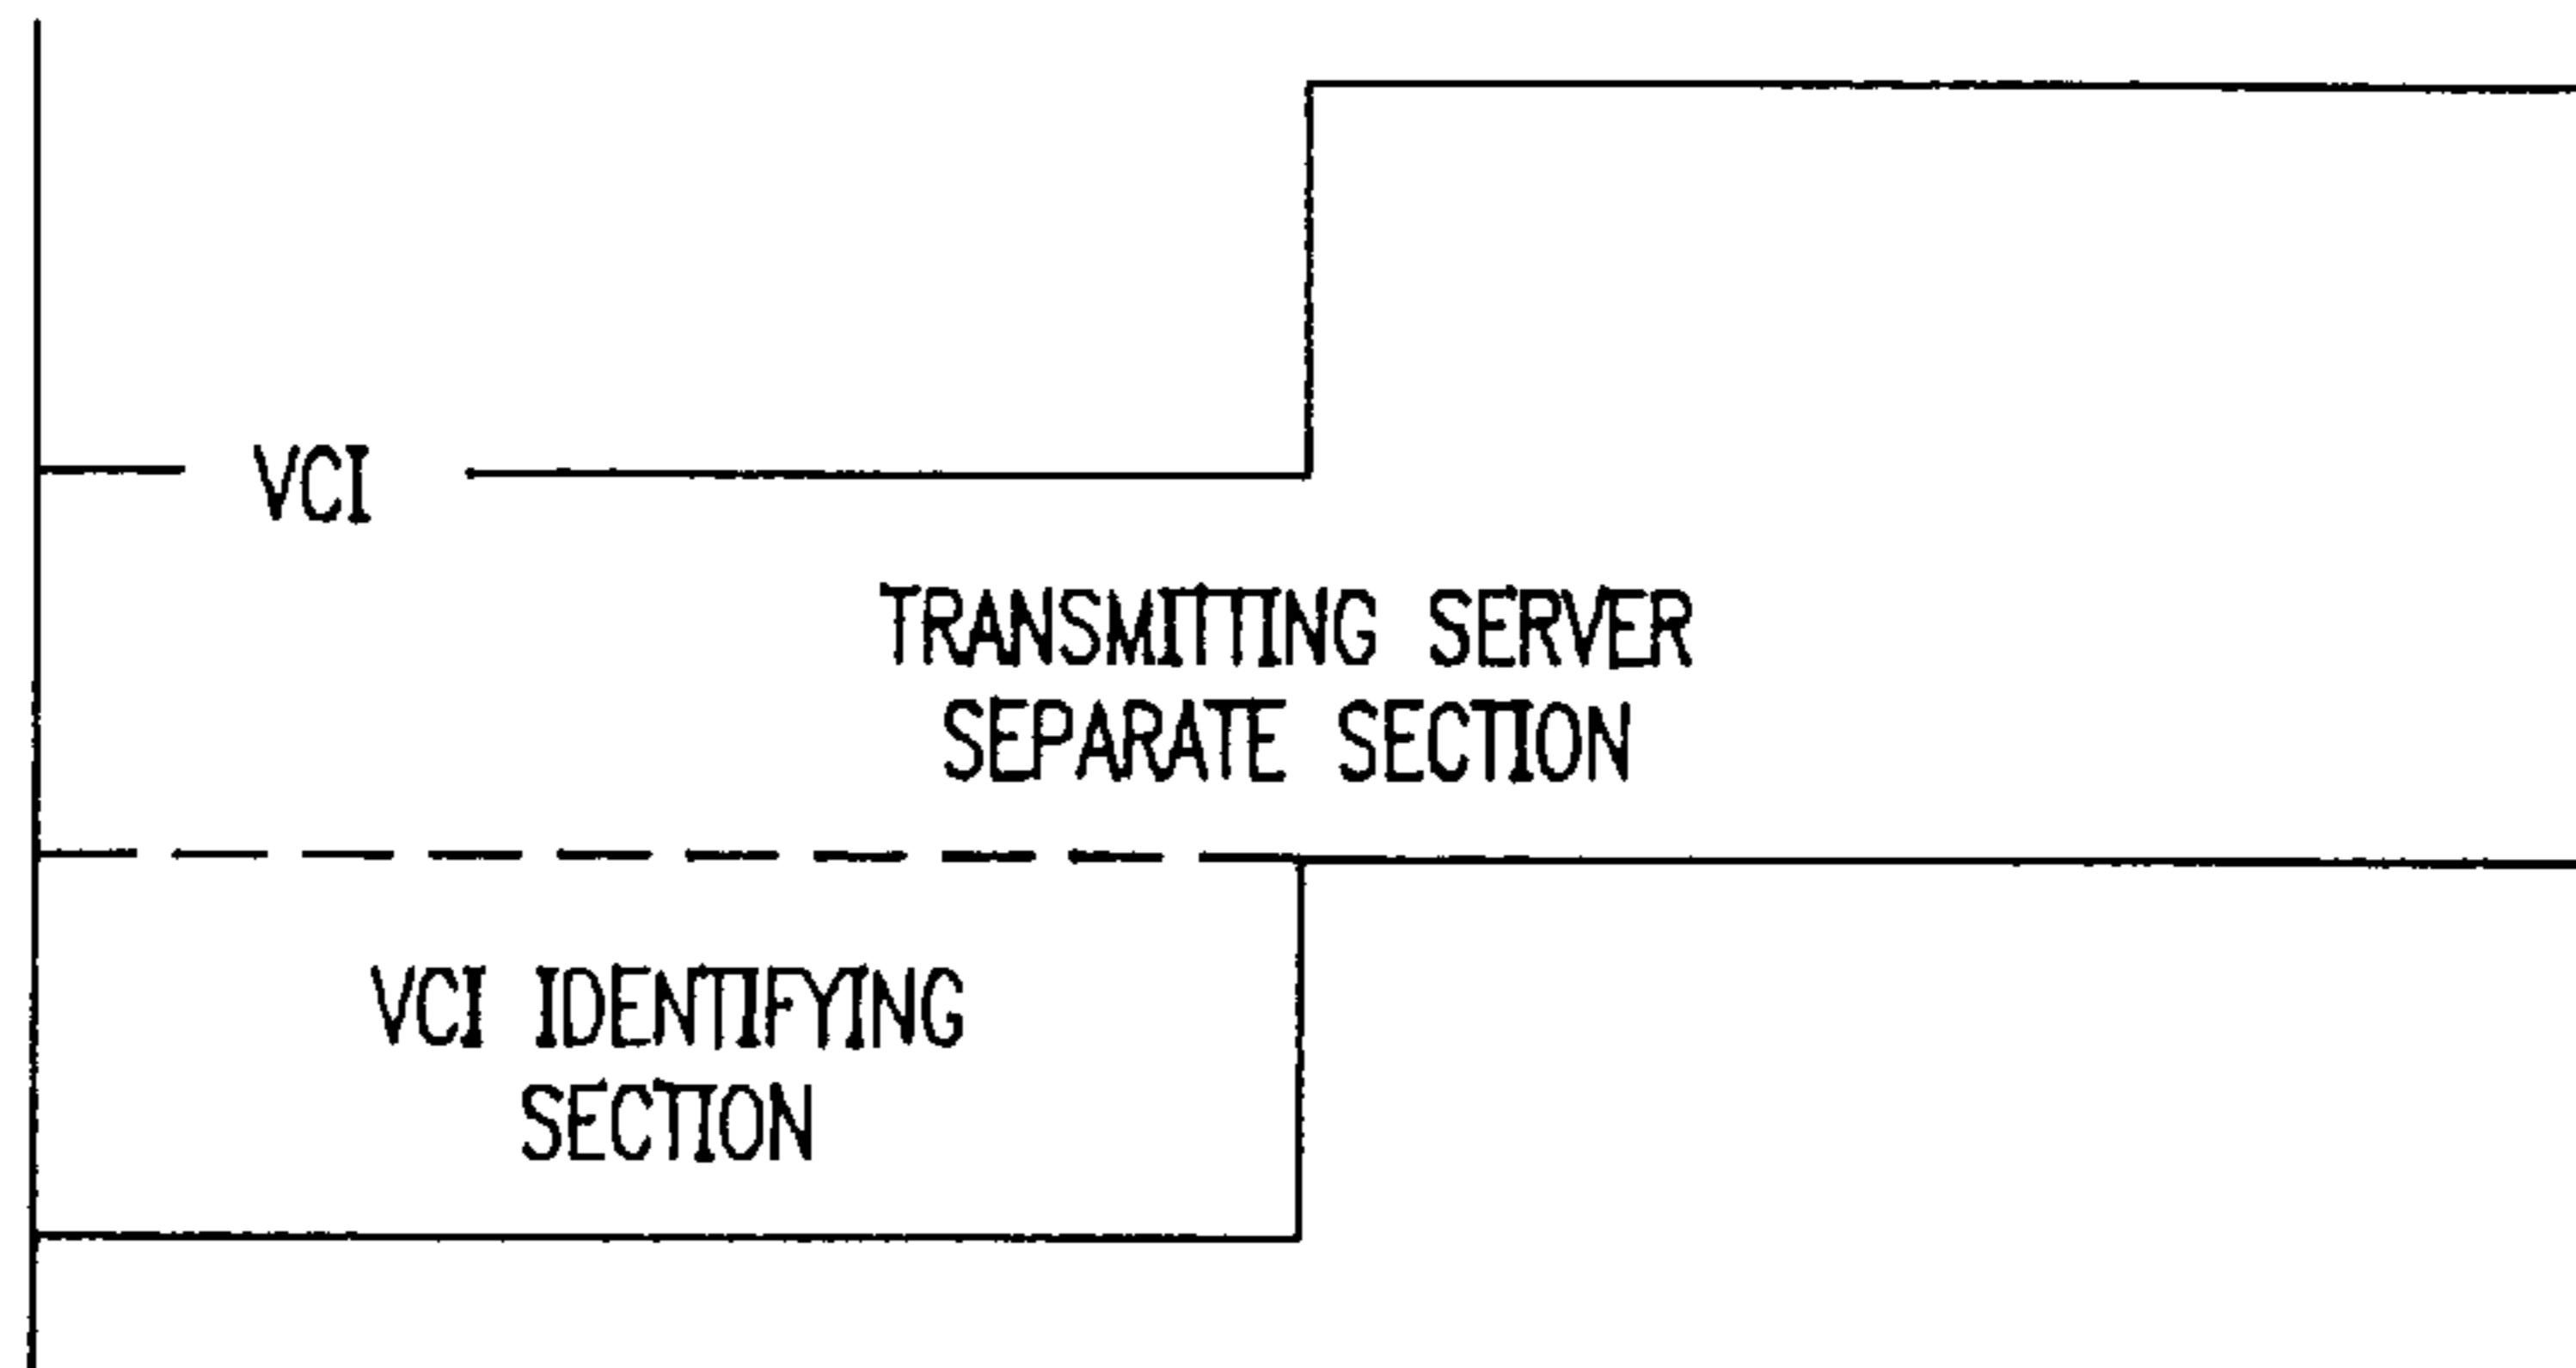 VCI
TRANSMITTING SERVER
SEPARATE SECTION
VCI IDENTIFYING
SECTION